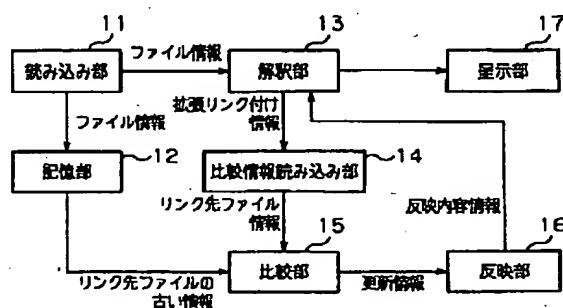 11
13
17
読み込み部
ファイル情報
解釈部
呈示部
ファイル情報
拡張リンク付け
情報
記憶部
12
比較情報読み込み部
14
リンク先ファイル
情報
反映内容情報
15
16
リンク先ファイルの
古い情報
比較部
更新情報
反映部